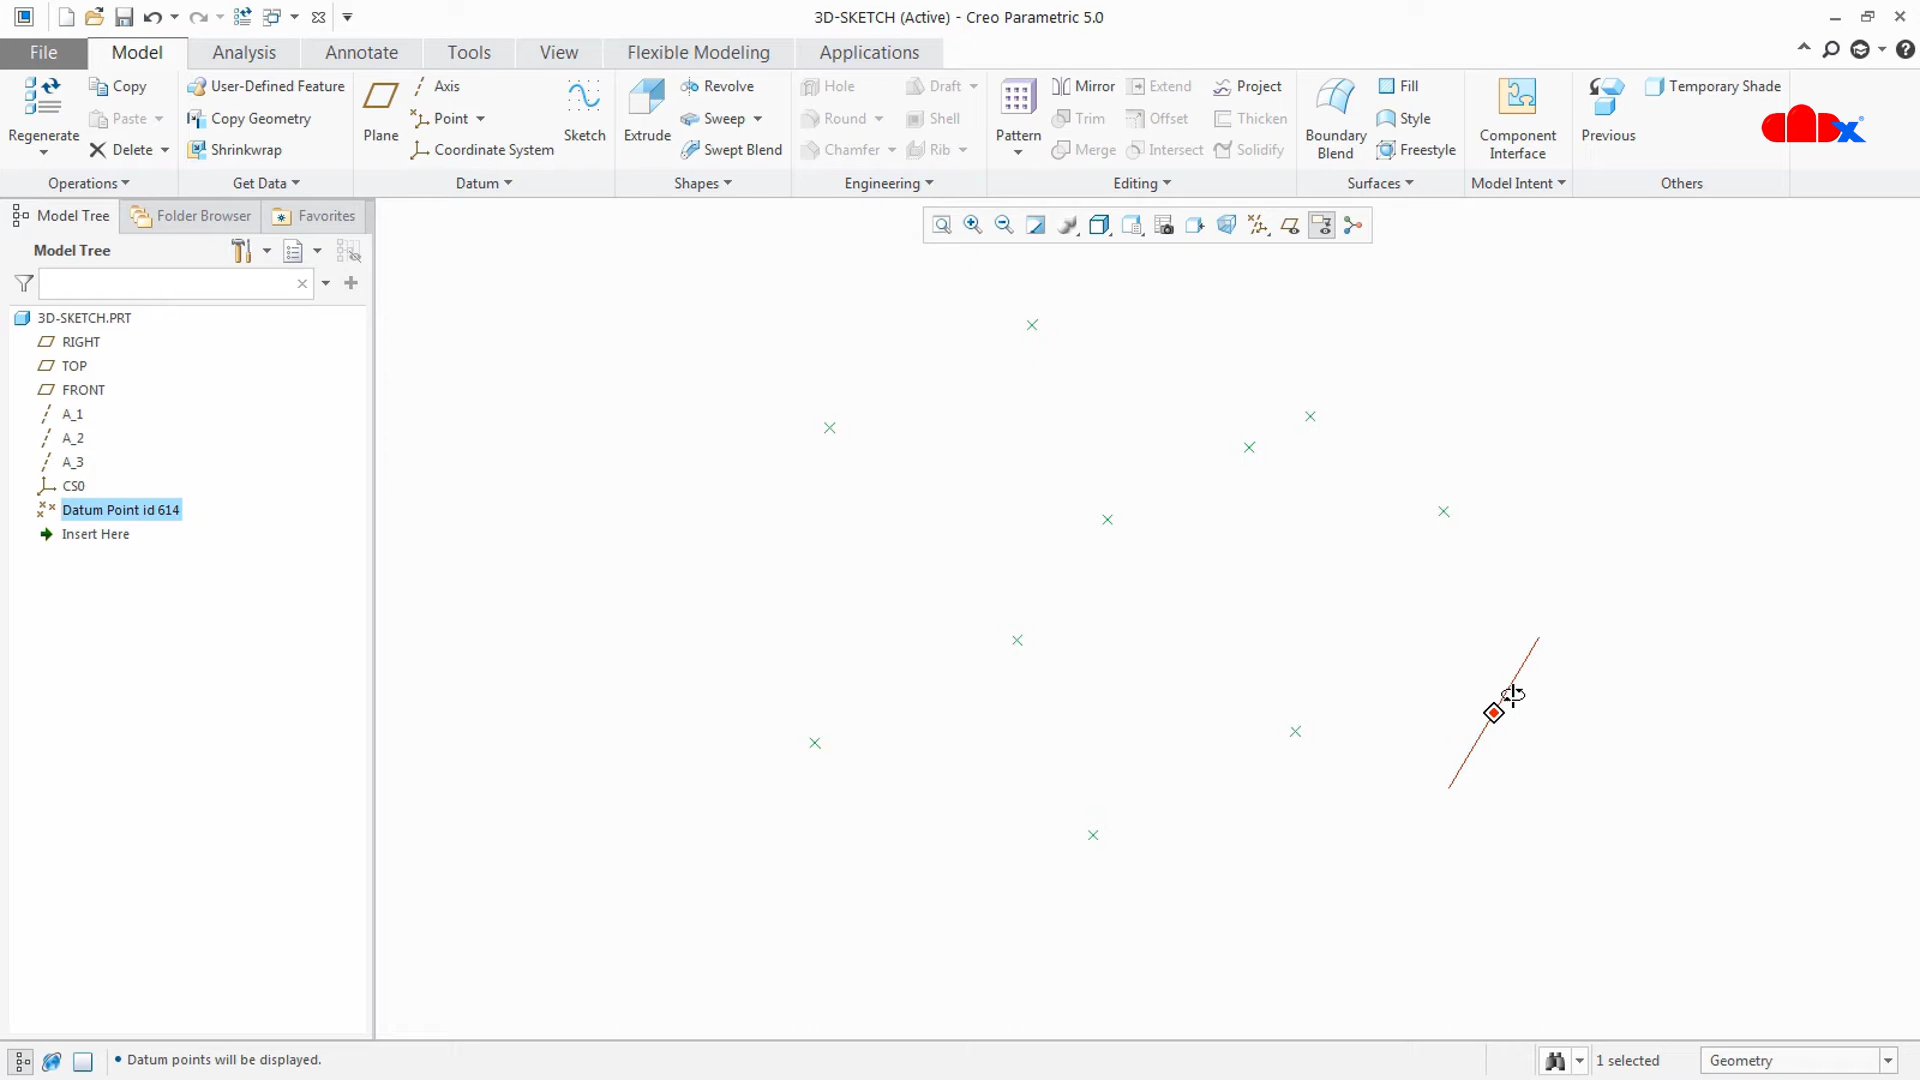 3D-SKETCH (Active) - Creo Parametric 5.0
File Model Analysis Annotate Tools View Flexible Modeling Applications
Regenerate
Copy
Paste
Delete
Operations
User-Defined Feature
Copy Geometry
Shrinkwrap
Get Data
Plane
Axis
Point
Coordinate System
Sketch
Datum
Extrude
Revolve
Sweep
Swept Blend
Shapes
Hole
Draft
Round
Shell
Chamfer
Rib
Engineering
Pattern
Mirror
Extend
Project
Trim
Offset
Thicken
Merge
Intersect
Solidify
Editing
Boundary
Blend
Fill
Style
Freestyle
Surfaces
Component
Interface
Model Intent
Previous
Temporary Shade
Others
Model Tree Folder Browser Favorites
Model Tree
3D-SKETCH.PRT
RIGHT
TOP
FRONT
A_1
A_2
A_3
CS0
Datum Point id 614
Insert Here
Datum points will be displayed.
1 selected
Geometry